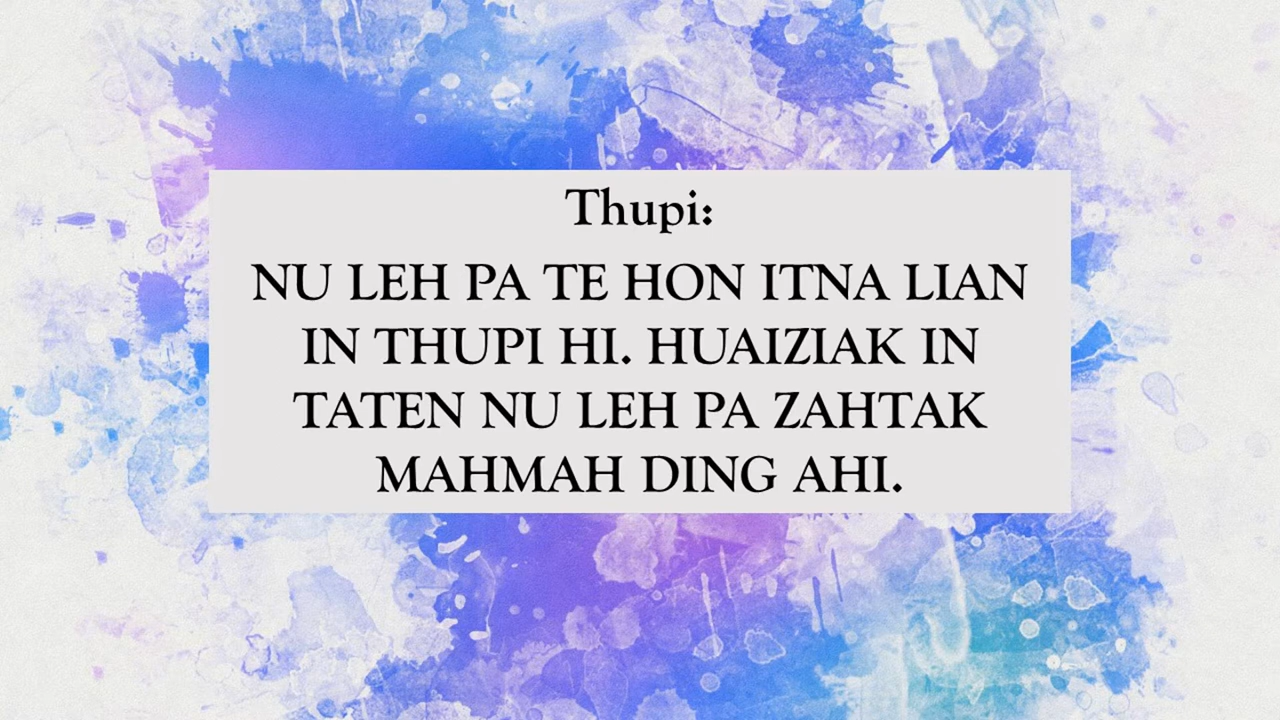 Thupi:
NU LEH PA TE HON ITNA LIAN
IN THUPI HI. HUAIZIAK IN
TATEN NU LEH PA ZAHTAK
MAHMAH DING AHI.